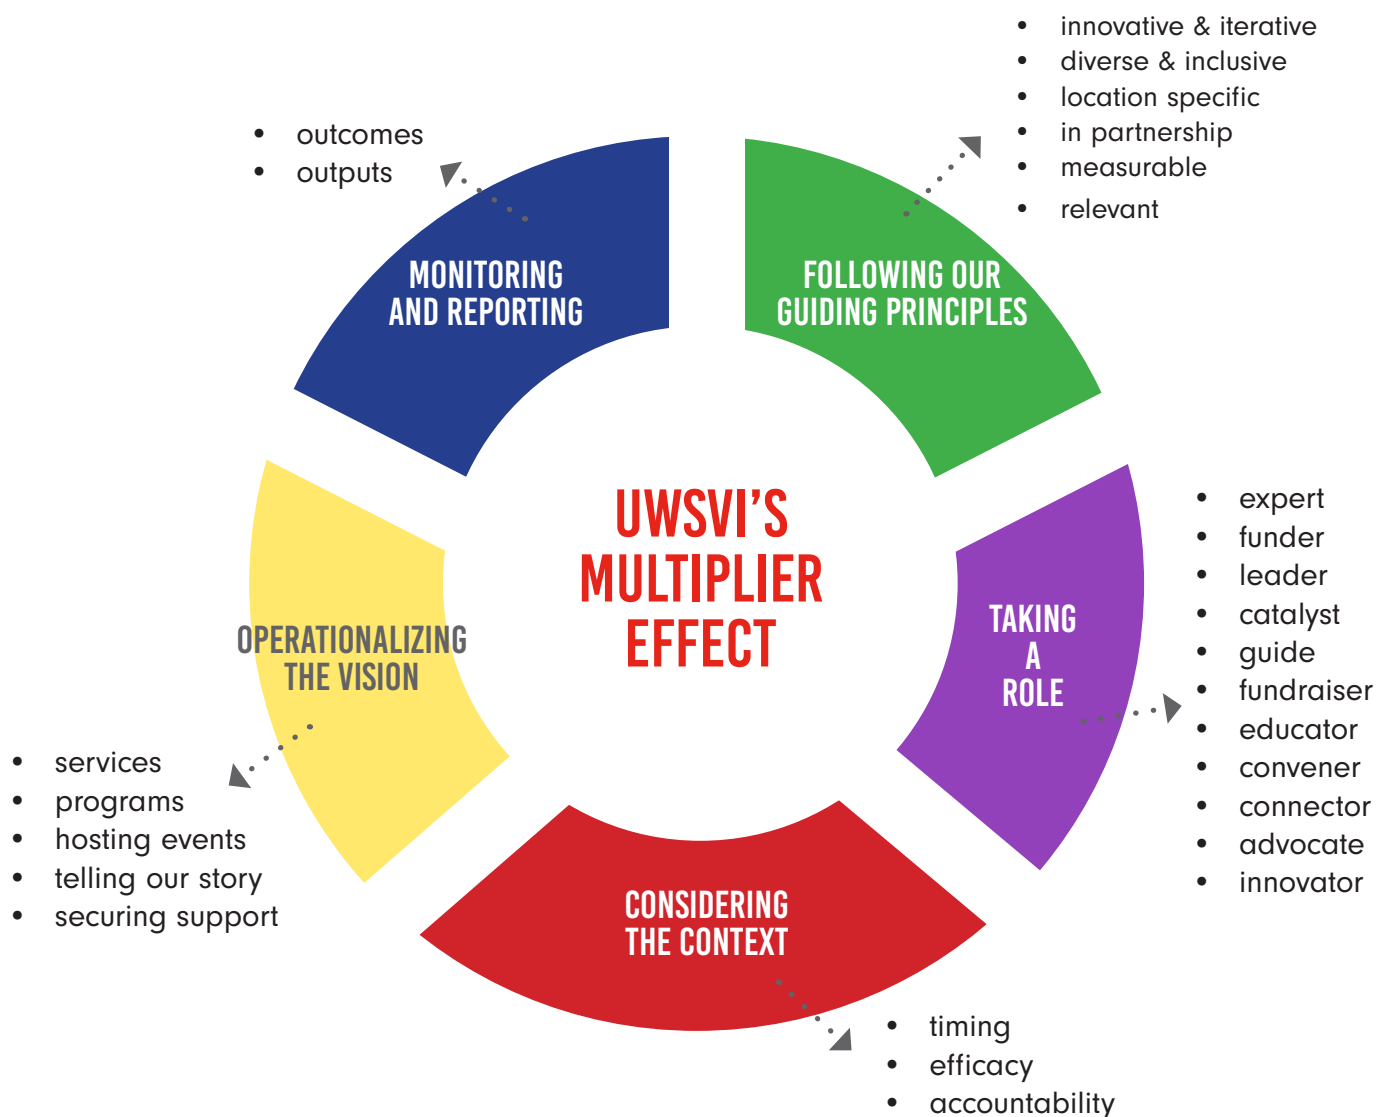 UWSVI'S
MULTIPLIER
EFFECT
FOLLOWING OUR
GUIDING PRINCIPLES
• innovative & iterative
• diverse & inclusive
• location specific
• in partnership
• measurable
• relevant
TAKING
A
ROLE
• expert
• funder
• leader
• catalyst
• guide
• fundraiser
• educator
• convener
• connector
• advocate
• innovator
CONSIDERING
THE CONTEXT
• timing
• efficacy
• accountability
OPERATIONALIZING
THE VISION
• services
• programs
• hosting events
• telling our story
• securing support
MONITORING
AND REPORTING
• outcomes
• outputs